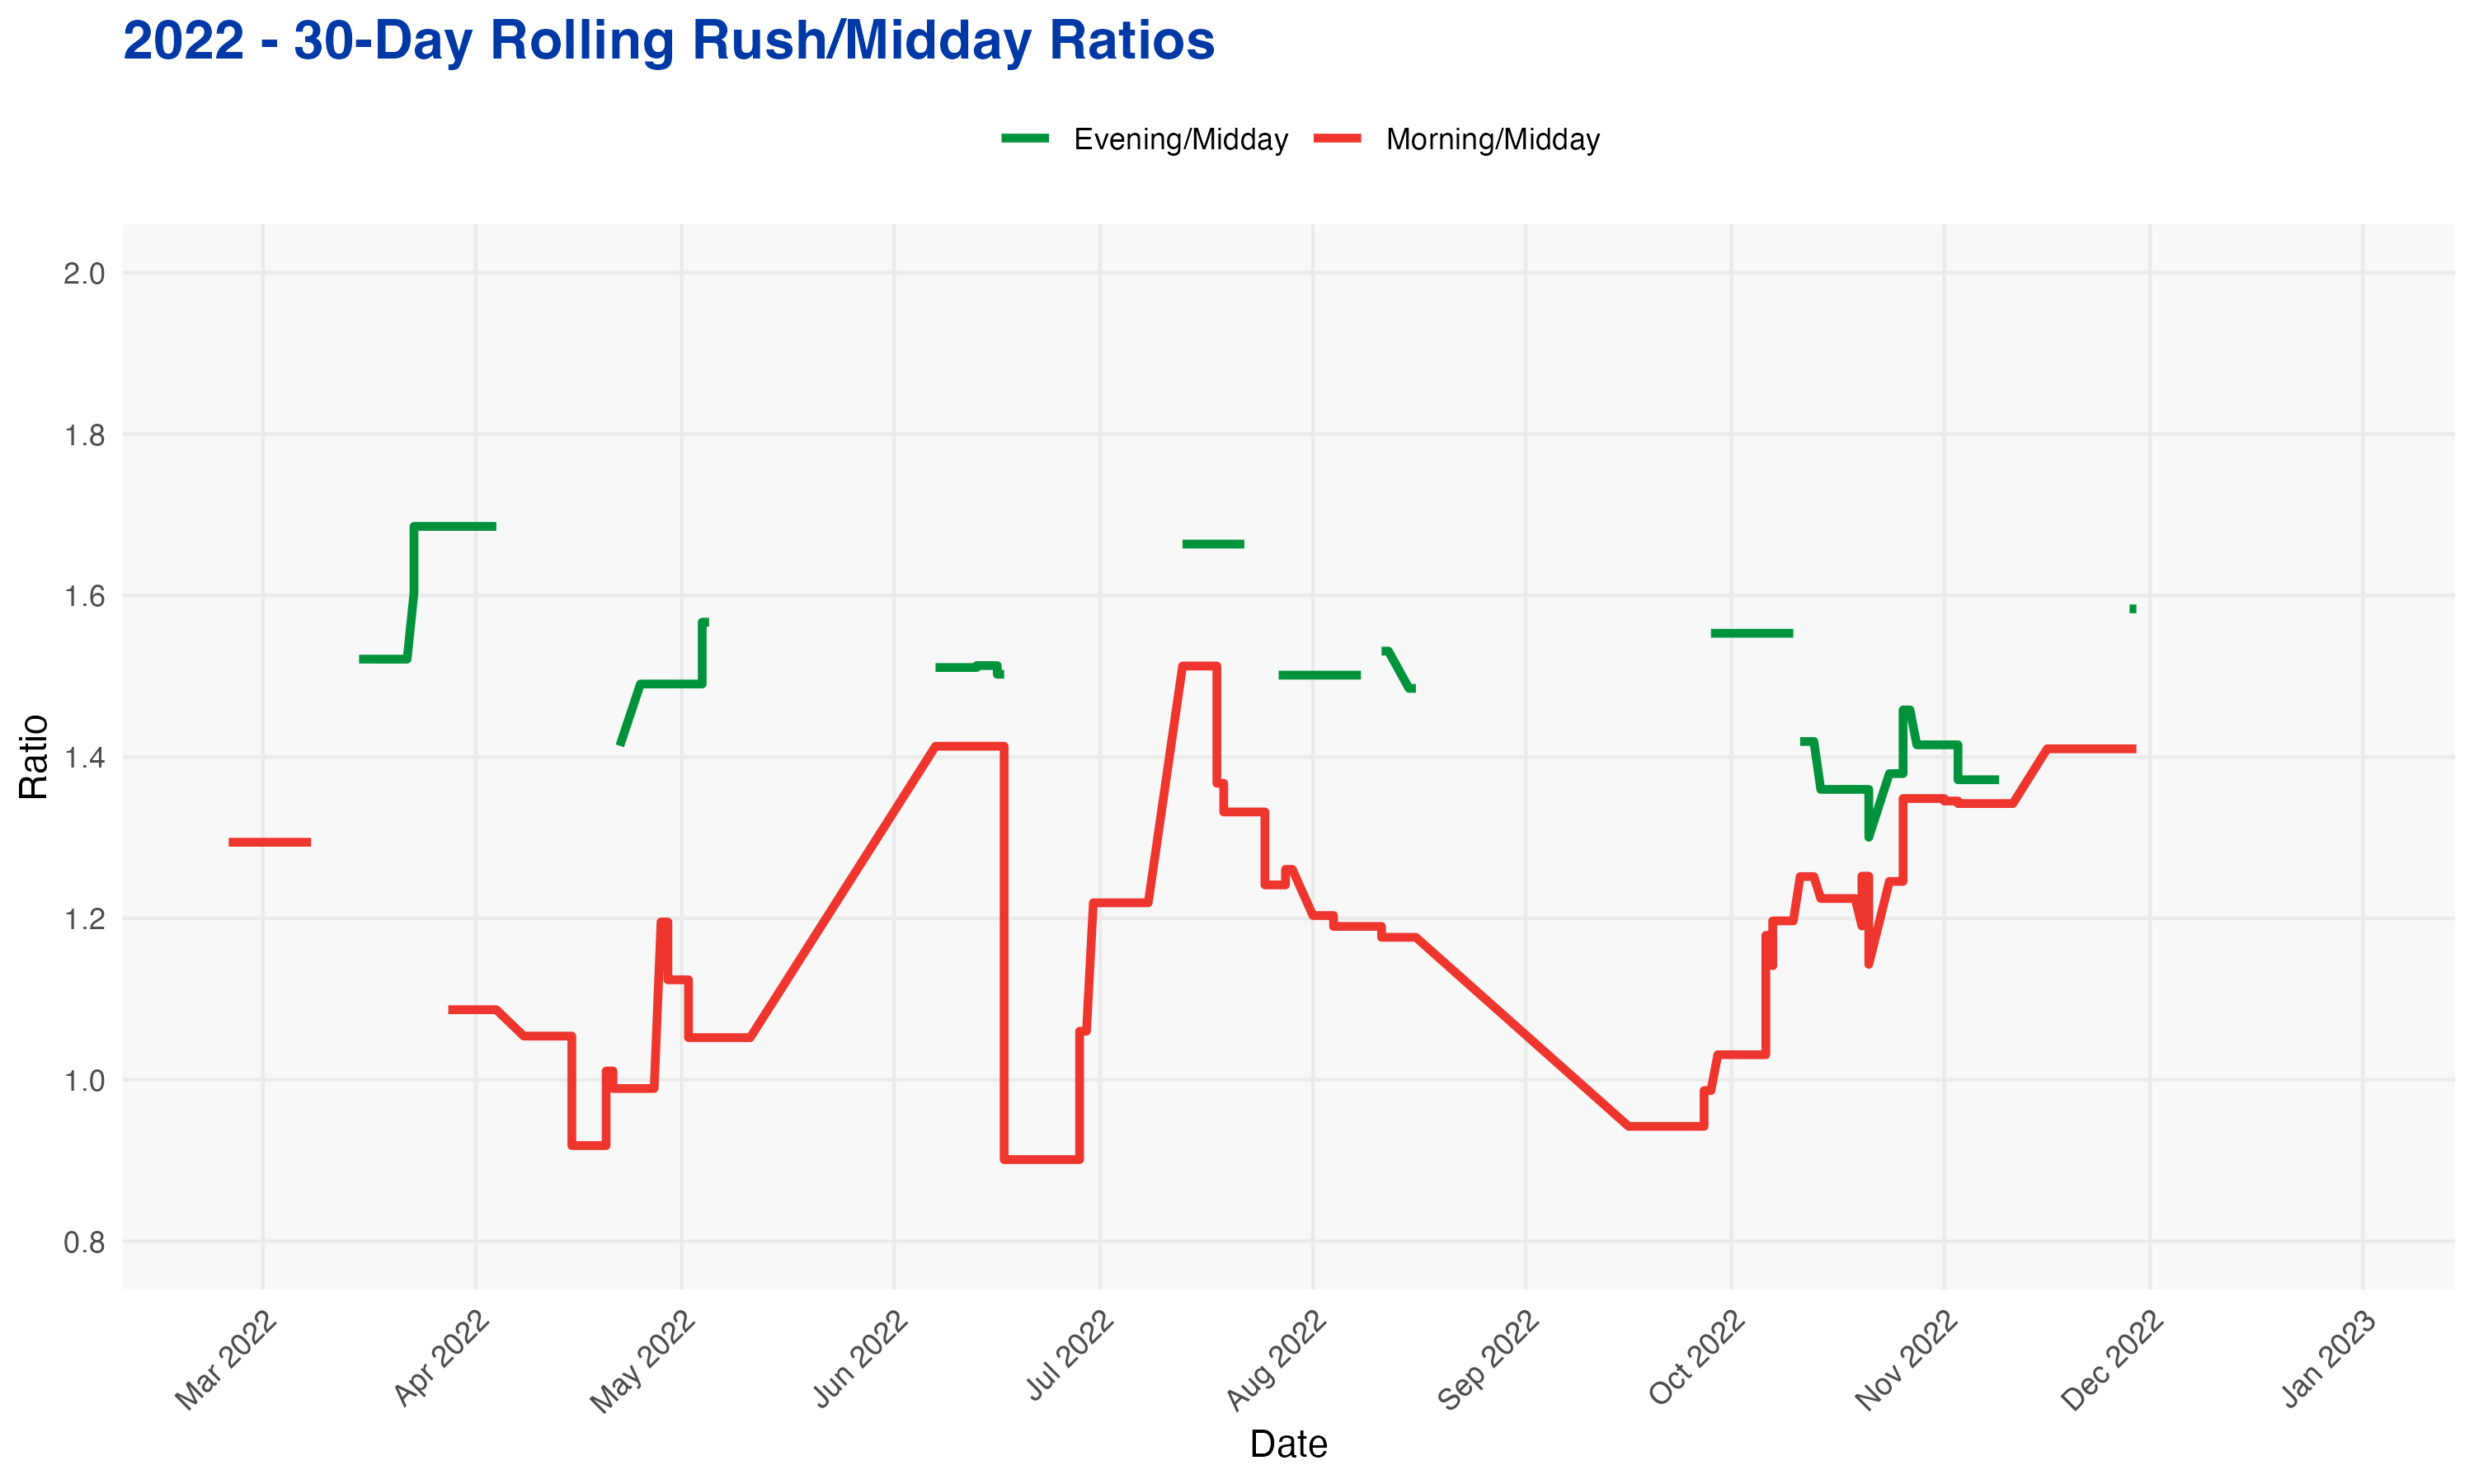 2022 - 30-Day Rolling Rush/Midday Ratios
Evening/Midday Morning/Midday
2.0
1.8
1.6
1.4
1.2
1.0
0.8
Ratio
Mar 2022 Apr 2022 May 2022 Jun 2022 Jul 2022 Aug 2022 Sep 2022 Oct 2022 Nov 2022 Dec 2022 Jan 2023
Date